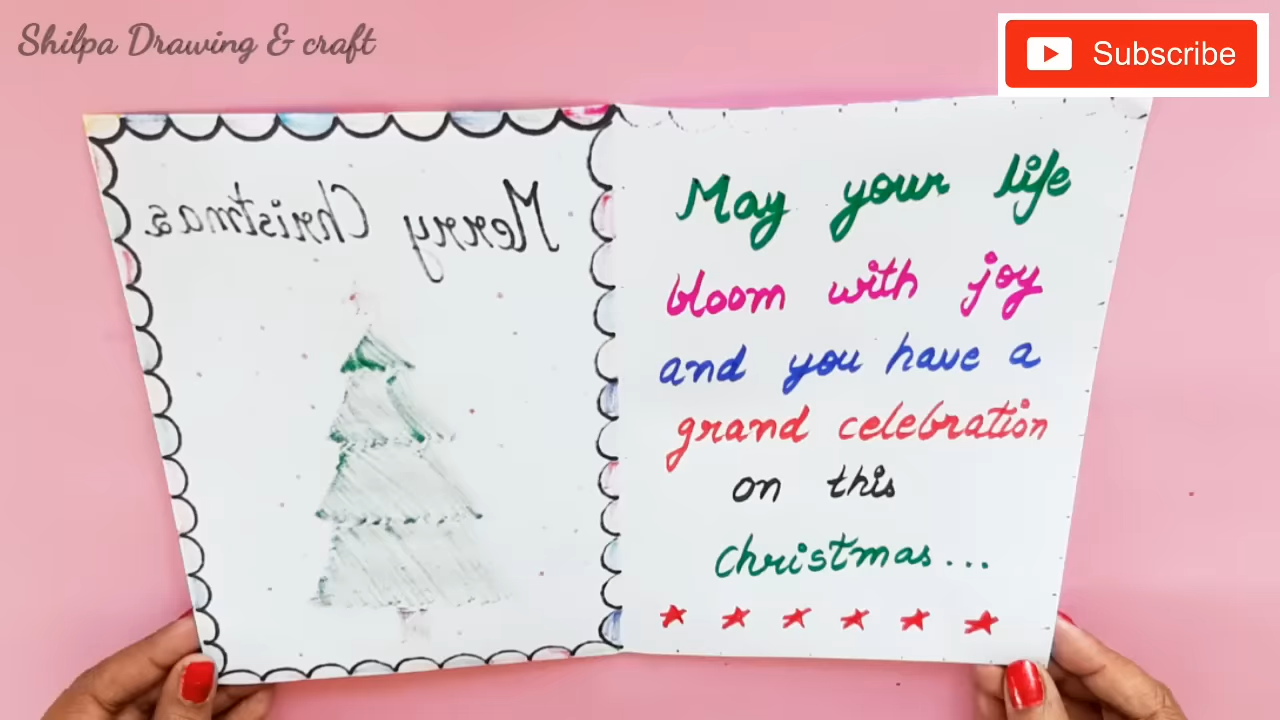 Shilpa Drawing & craft
Subscribe
Merry Christmas
May your life
bloom with joy
and you have a
grand celebration
on this
christmas...